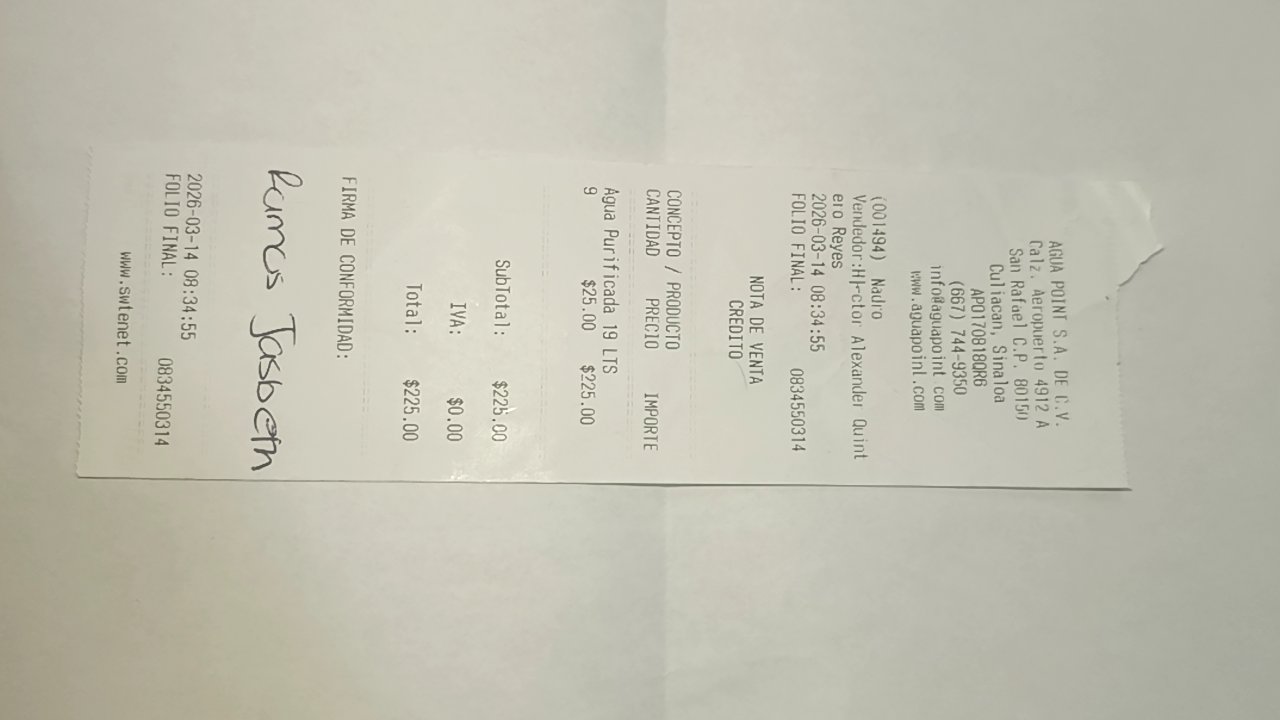 AGUA POINT S.A. DE C.V.
Calz. Aeropuerto 4912 A
San Rafael C.P. 80150
Culiacan, Sinaloa
APO170818QR6
(667) 744-9350
info@aguapoint.com
www.aguapoint.com
(001494) Nadro
Vendedor:H├ctor Alexander Quint
ero Reyes
2026-03-14 08:34:55
FOLIO FINAL: 0834550314
NOTA DE VENTA
CREDITO
CONCEPTO / PRODUCTO
CANTIDAD PRECIO IMPORTE
Agua Purificada 19 LTS
9 $25.00 $225.00
SubTotal: $225.00
IVA: $0.00
Total: $225.00
FIRMA DE CONFORMIDAD:
Ramos Jasbeth
2026-03-14 08:34:55
FOLIO FINAL: 0834550314
www.swtenet.com